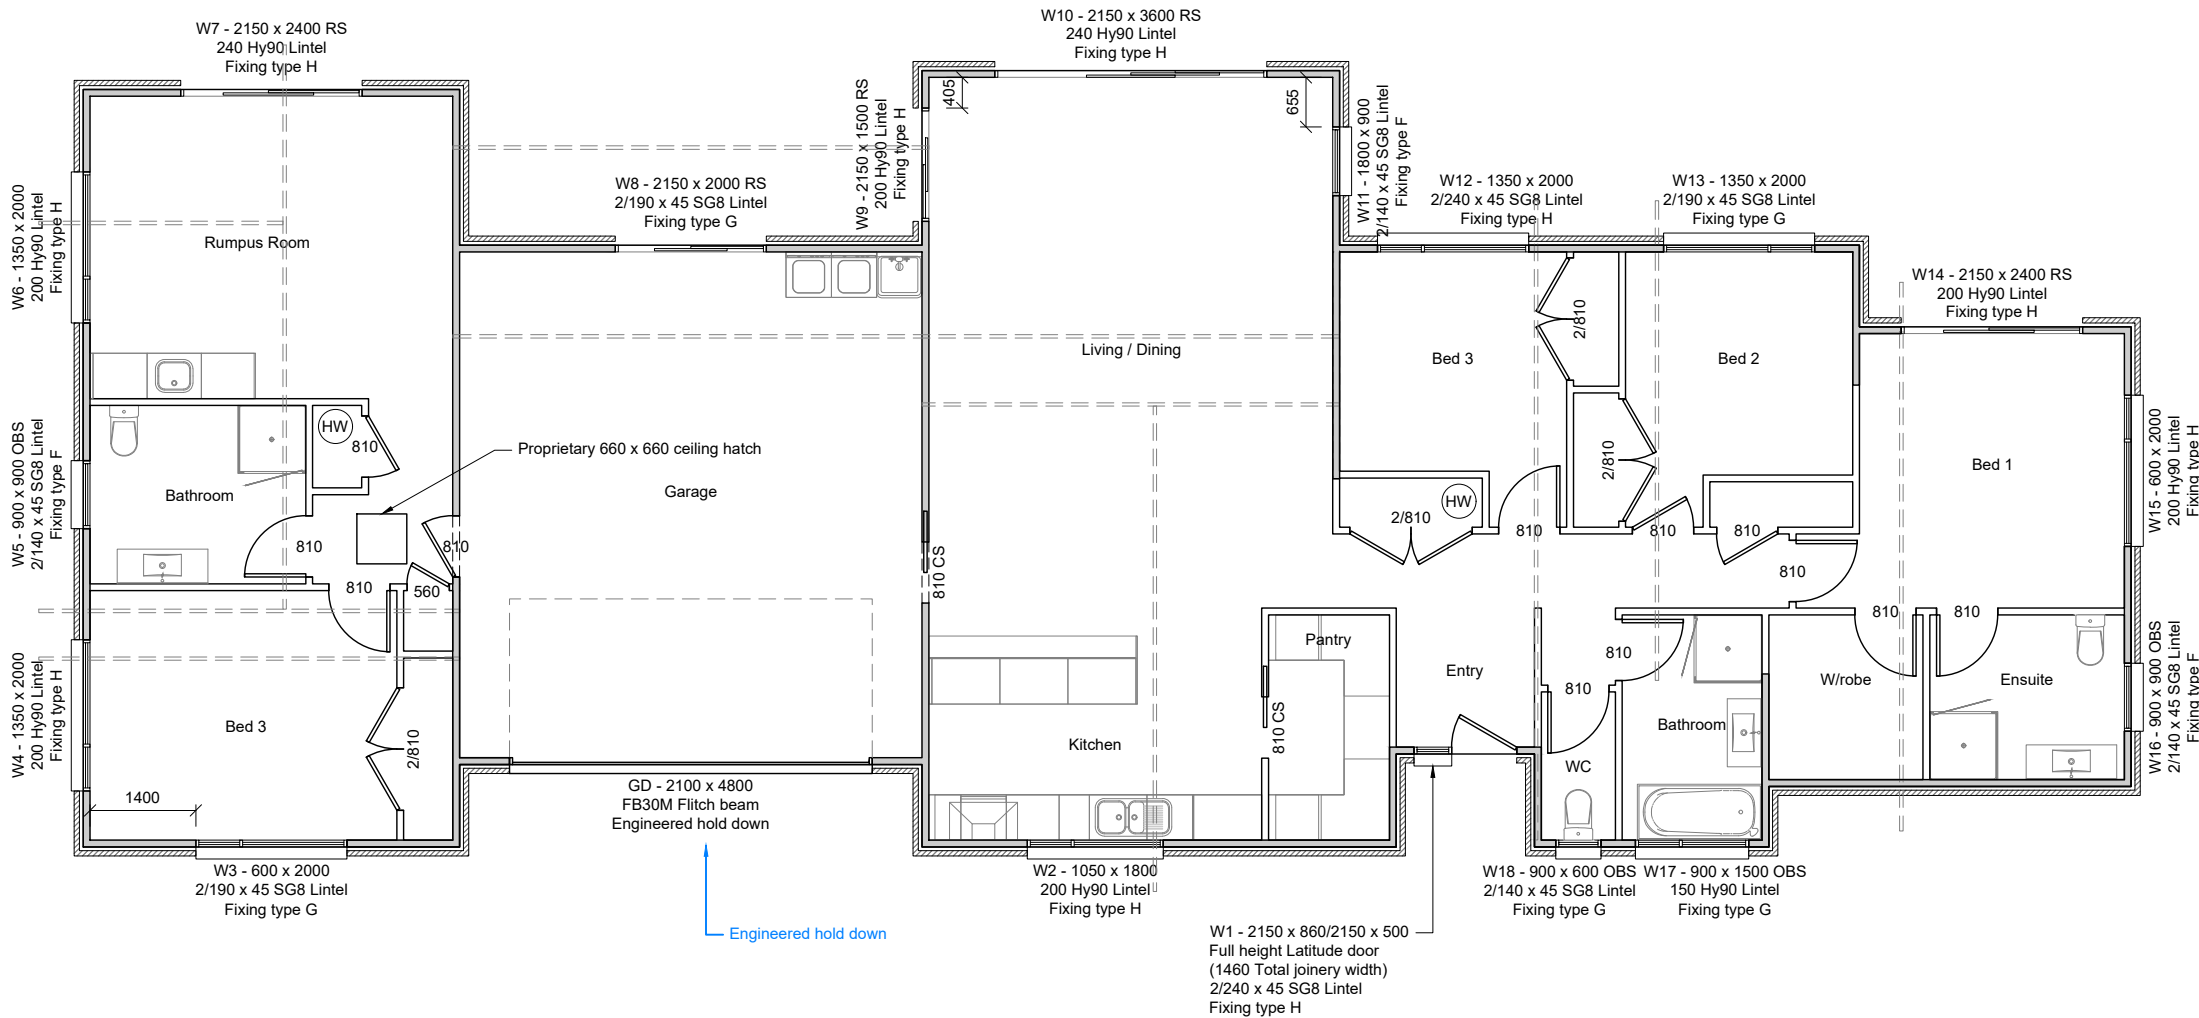 W7 - 2150 x 2400 RS
240 Hy90 Lintel
Fixing type H
W10 - 2150 x 3600 RS
240 Hy90 Lintel
Fixing type H
405
655
W9 - 2150 x 1500 RS
200 Hy90 Lintel
Fixing type H
W11 - 1800 x 900
2/140 x 45 SG8 Lintel
Fixing type F
W8 - 2150 x 2000 RS
2/190 x 45 SG8 Lintel
Fixing type G
W12 - 1350 x 2000
2/240 x 45 SG8 Lintel
Fixing type H
W13 - 1350 x 2000
2/190 x 45 SG8 Lintel
Fixing type G
W14 - 2150 x 2400 RS
200 Hy90 Lintel
Fixing type H
W6 - 1350 x 2000
200 Hy90 Lintel
Fixing type H
Rumpus Room
Living / Dining
Bed 3
2/810
Bed 2
2/810
Bed 1
W15 - 600 x 2000
200 Hy90 Lintel
Fixing type H
W5 - 900 x 900 OBS
2/140 x 45 SG8 Lintel
Fixing type F
HW
810
Proprietary 660 x 660 ceiling hatch
Bathroom
Garage
HW
2/810
810
810
810
810
810
810
810 CS
810
810
560
810
810
W16 - 900 x 900 OBS
2/140 x 45 SG8 Lintel
Fixing type F
Pantry
810
Entry
810
W/robe
Ensuite
W4 - 1350 x 2000
200 Hy90 Lintel
Fixing type H
Bed 3
2/810
810 CS
Bathroom
Kitchen
WC
1400
GD - 2100 x 4800
FB30M Flitch beam
Engineered hold down
W3 - 600 x 2000
2/190 x 45 SG8 Lintel
Fixing type G
W2 - 1050 x 1800
200 Hy90 Lintel
Fixing type H
W18 - 900 x 600 OBS
2/140 x 45 SG8 Lintel
Fixing type G
W17 - 900 x 1500 OBS
150 Hy90 Lintel
Fixing type G
Engineered hold down
W1 - 2150 x 860/2150 x 500
Full height Latitude door
(1460 Total joinery width)
2/240 x 45 SG8 Lintel
Fixing type H